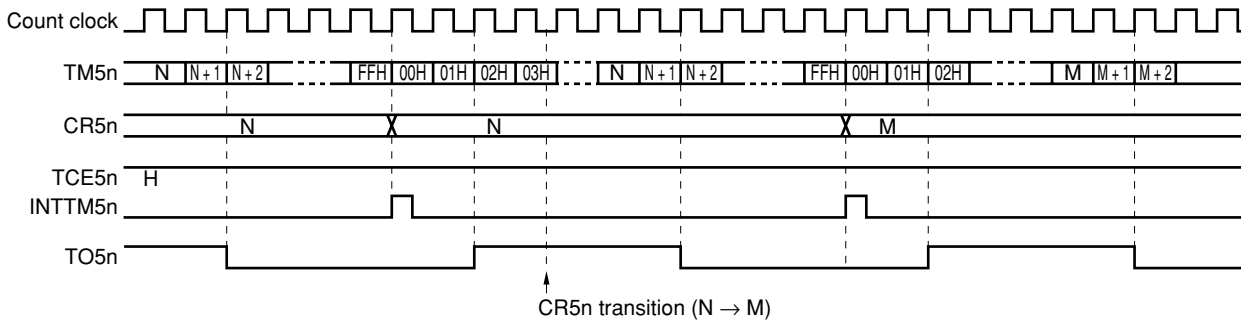 Count clock
TM5n N N + 1 N + 2 FFH 00H 01H 02H 03H N N + 1 N + 2 FFH 00H 01H 02H M M + 1 M + 2
CR5n N N M
TCE5n H
INTTM5n
TO5n
CR5n transition (N → M)